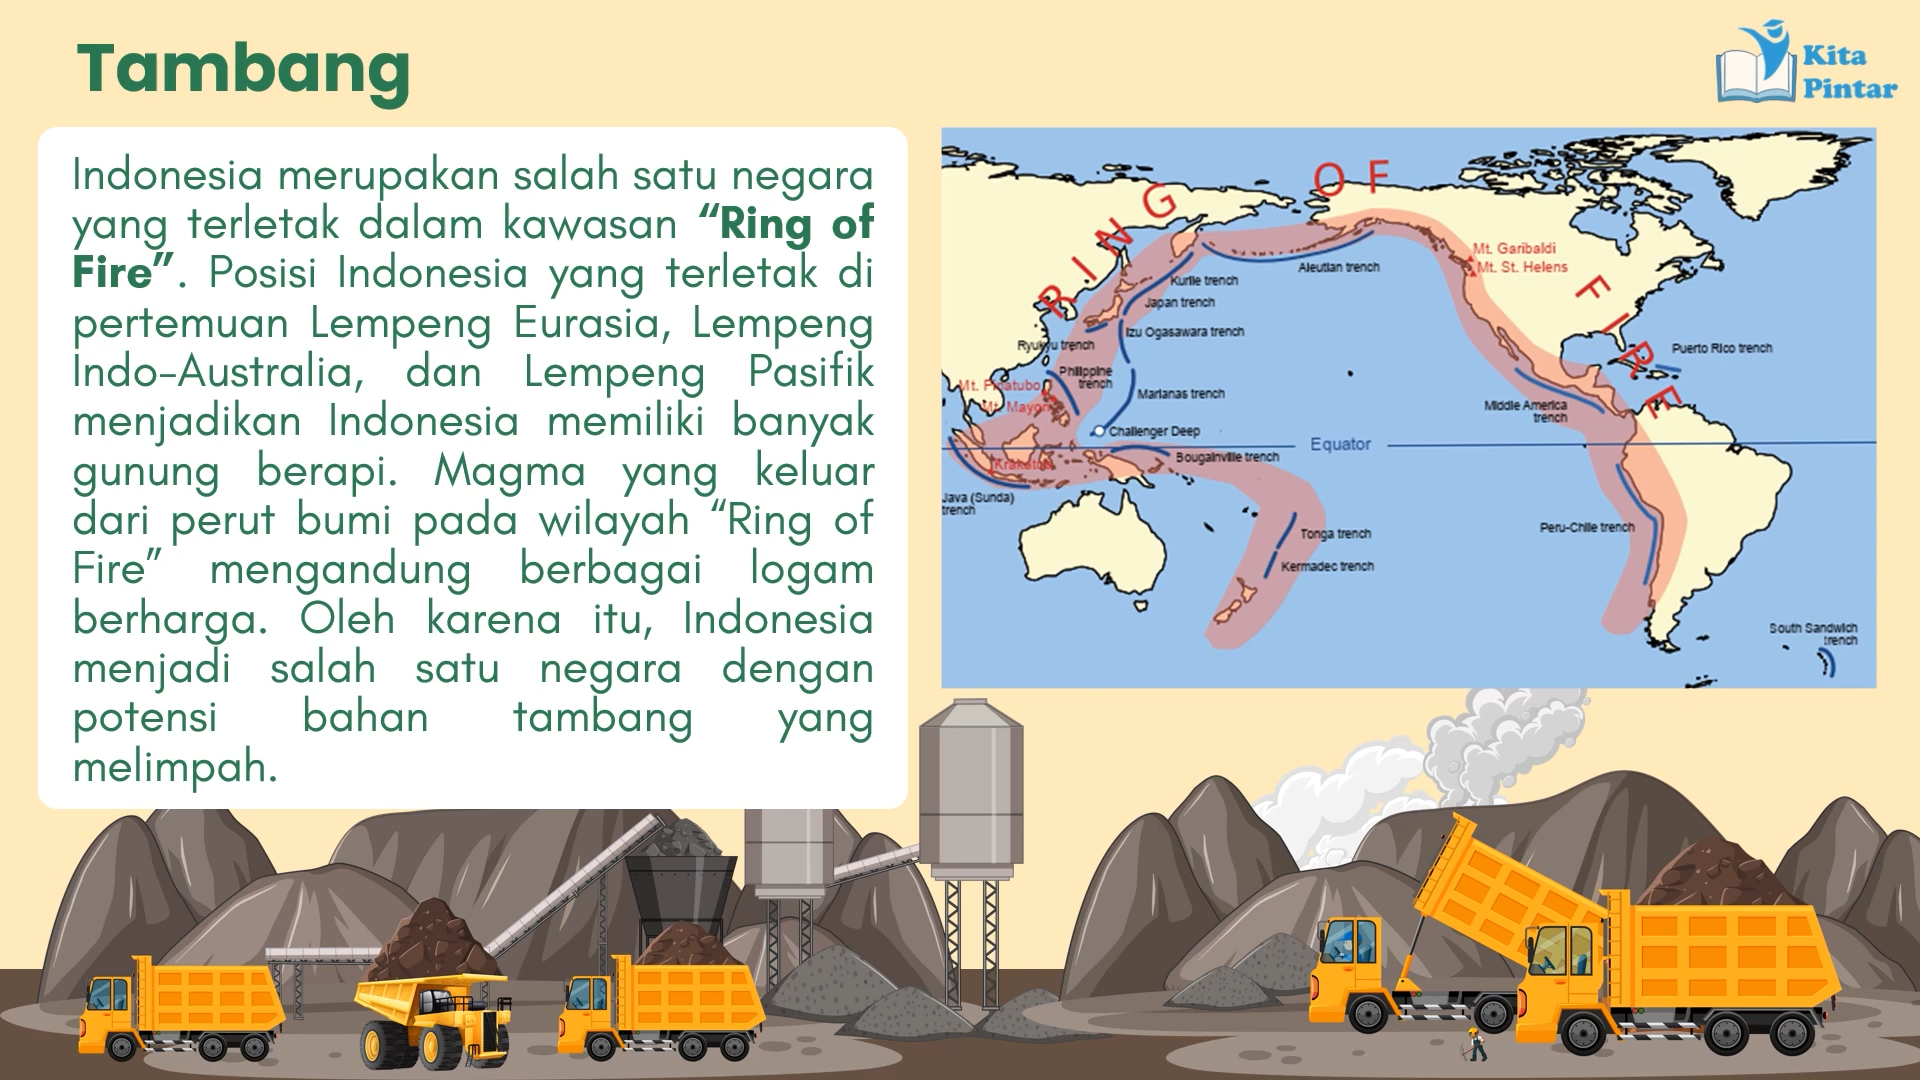 Tambang
Kita
Pintar
Indonesia merupakan salah satu negara
yang terletak dalam kawasan “Ring of
Fire”. Posisi Indonesia yang terletak di
pertemuan Lempeng Eurasia, Lempeng
Indo-Australia, dan Lempeng Pasifik
menjadikan Indonesia memiliki banyak
gunung berapi. Magma yang keluar
dari perut bumi pada wilayah “Ring of
Fire” mengandung berbagai logam
berharga. Oleh karena itu, Indonesia
menjadi salah satu negara dengan
potensi bahan tambang yang
melimpah.
RING OF FIRE
Mt. Garibaldi
Mt. St. Helens
Aleutian trench
Kurile trench
Japan trench
Izu Ogasawara trench
Ryukyu trench
Puerto Rico trench
Philippine
trench
Mt. Pinatubo
Mt. Mayon
Marianas trench
Middle America
trench
Challenger Deep
Equator
Bougainville trench
Krakatoa
Java (Sunda)
trench
Tonga trench
Peru-Chile trench
Kermadec trench
South Sandwich
trench